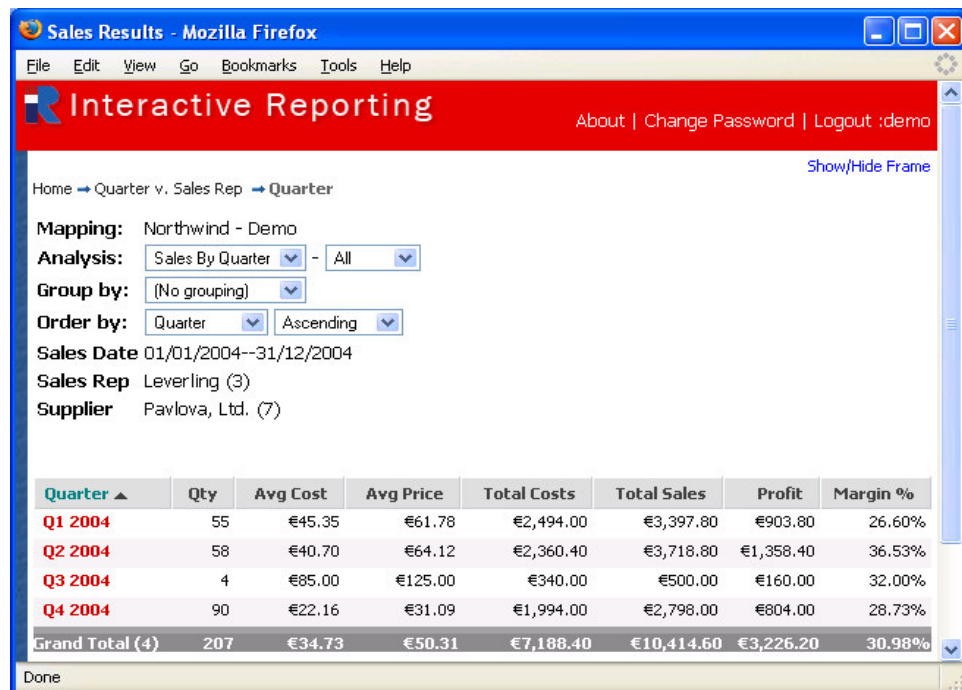 Sales Results - Mozilla Firefox
File Edit View Go Bookmarks Tools Help
iR Interactive Reporting
About | Change Password | Logout :demo
Show/Hide Frame
Home ➔ Quarter v. Sales Rep ➔ Quarter
Mapping: Northwind - Demo
Analysis: Sales By Quarter - All
Group by: (No grouping)
Order by: Quarter Ascending
Sales Date 01/01/2004--31/12/2004
Sales Rep Leverling (3)
Supplier Pavlova, Ltd. (7)
Quarter ▲ Qty Avg Cost Avg Price Total Costs Total Sales Profit Margin %
Q1 2004 55 €45.35 €61.78 €2,494.00 €3,397.80 €903.80 26.60%
Q2 2004 58 €40.70 €64.12 €2,360.40 €3,718.80 €1,358.40 36.53%
Q3 2004 4 €85.00 €125.00 €340.00 €500.00 €160.00 32.00%
Q4 2004 90 €22.16 €31.09 €1,994.00 €2,798.00 €804.00 28.73%
Grand Total (4) 207 €34.73 €50.31 €7,188.40 €10,414.60 €3,226.20 30.98%
Done